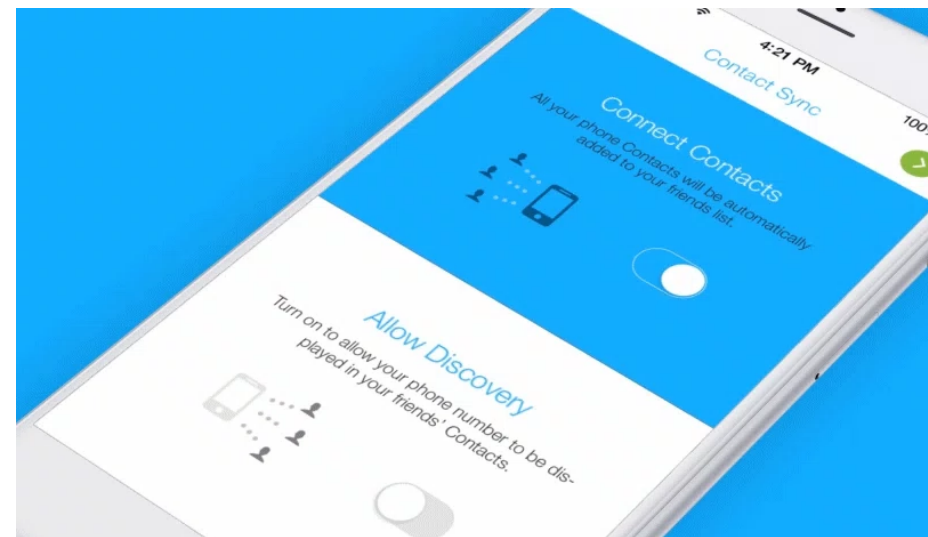 4:21 PM
Contact Sync
Connect Contacts
All your phone Contacts will be automatically
added to your friends list.
Allow Discovery
Turn on to allow your phone number to be dis-
played in your friends' Contacts.